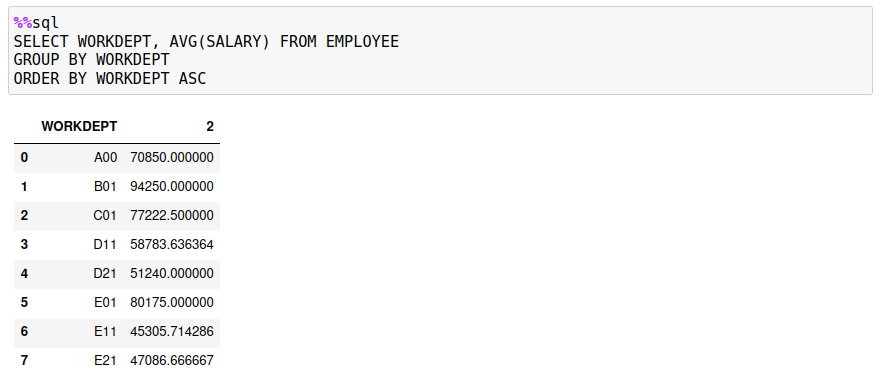 %%sql
SELECT WORKDEPT, AVG(SALARY) FROM EMPLOYEE
GROUP BY WORKDEPT
ORDER BY WORKDEPT ASC
WORKDEPT 2
0 A00 70850.000000
1 B01 94250.000000
2 C01 77222.500000
3 D11 58783.636364
4 D21 51240.000000
5 E01 80175.000000
6 E11 45305.714286
7 E21 47086.666667